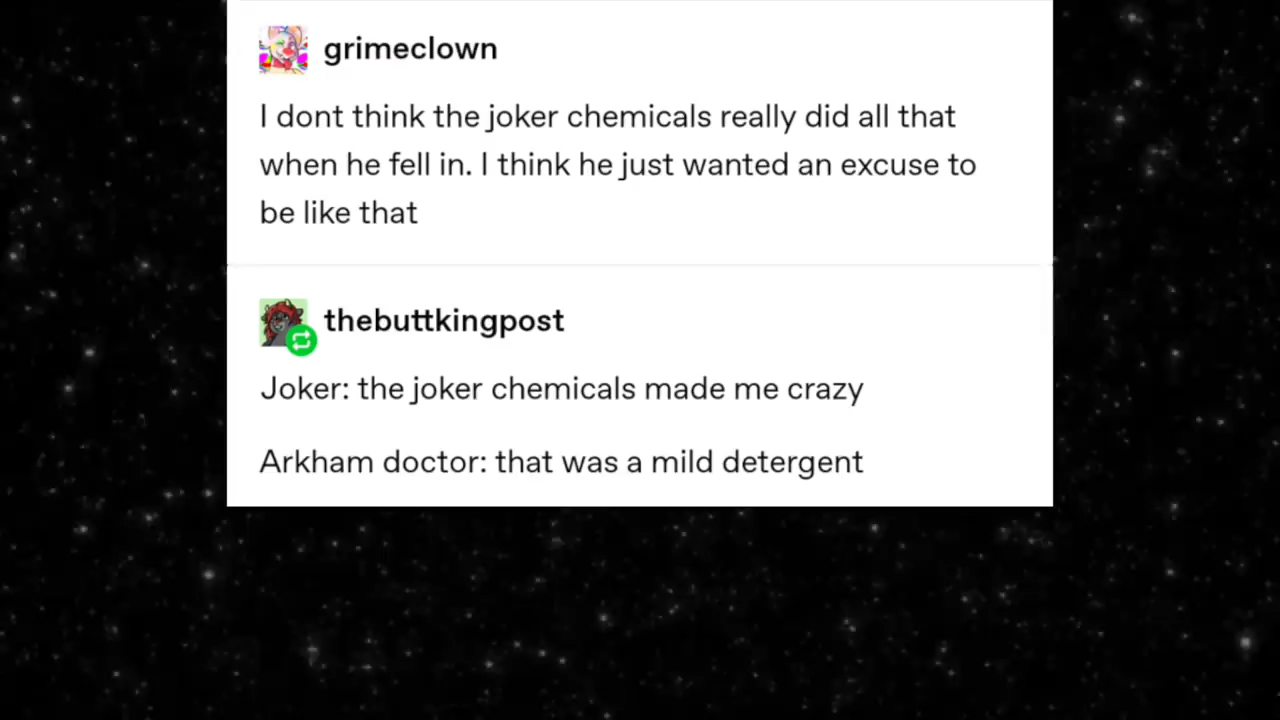 grimeclown
I dont think the joker chemicals really did all that
when he fell in. I think he just wanted an excuse to
be like that
thebuttkingpost
Joker: the joker chemicals made me crazy
Arkham doctor: that was a mild detergent